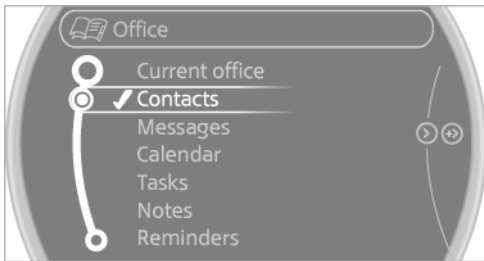 Office
Current office
Contacts
Messages
Calendar
Tasks
Notes
Reminders